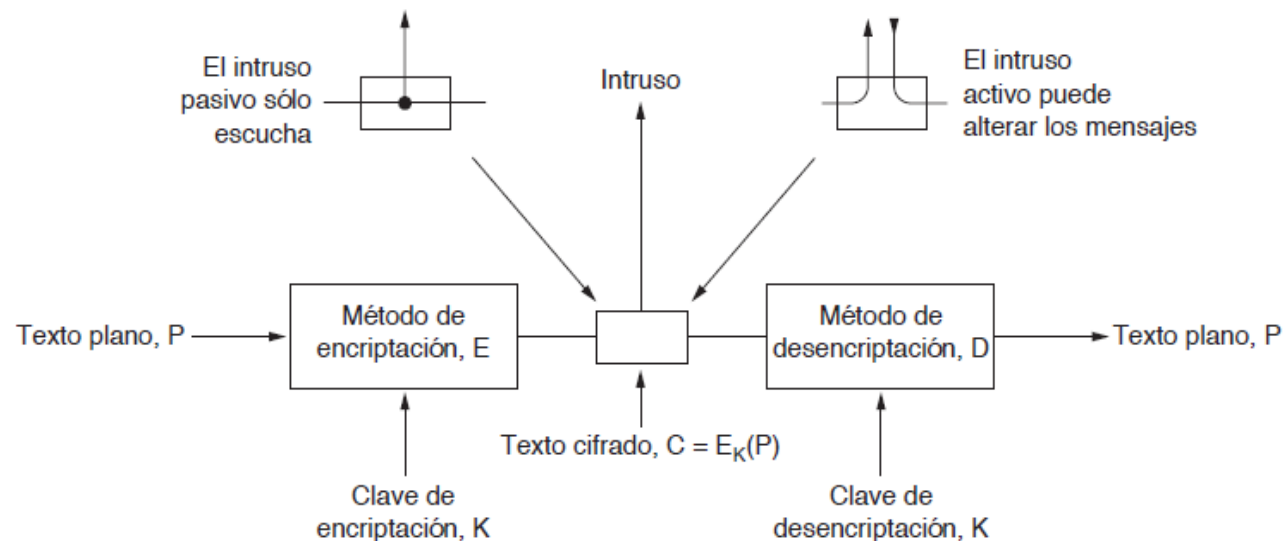 El intruso
pasivo sólo
escucha
Intruso
El intruso
activo puede
alterar los mensajes
Texto plano, P
Método de
encriptación, E
Método de
desencriptación, D
Texto plano, P
Texto cifrado, C = E_K(P)
Clave de
encriptación, K
Clave de
desencriptación, K